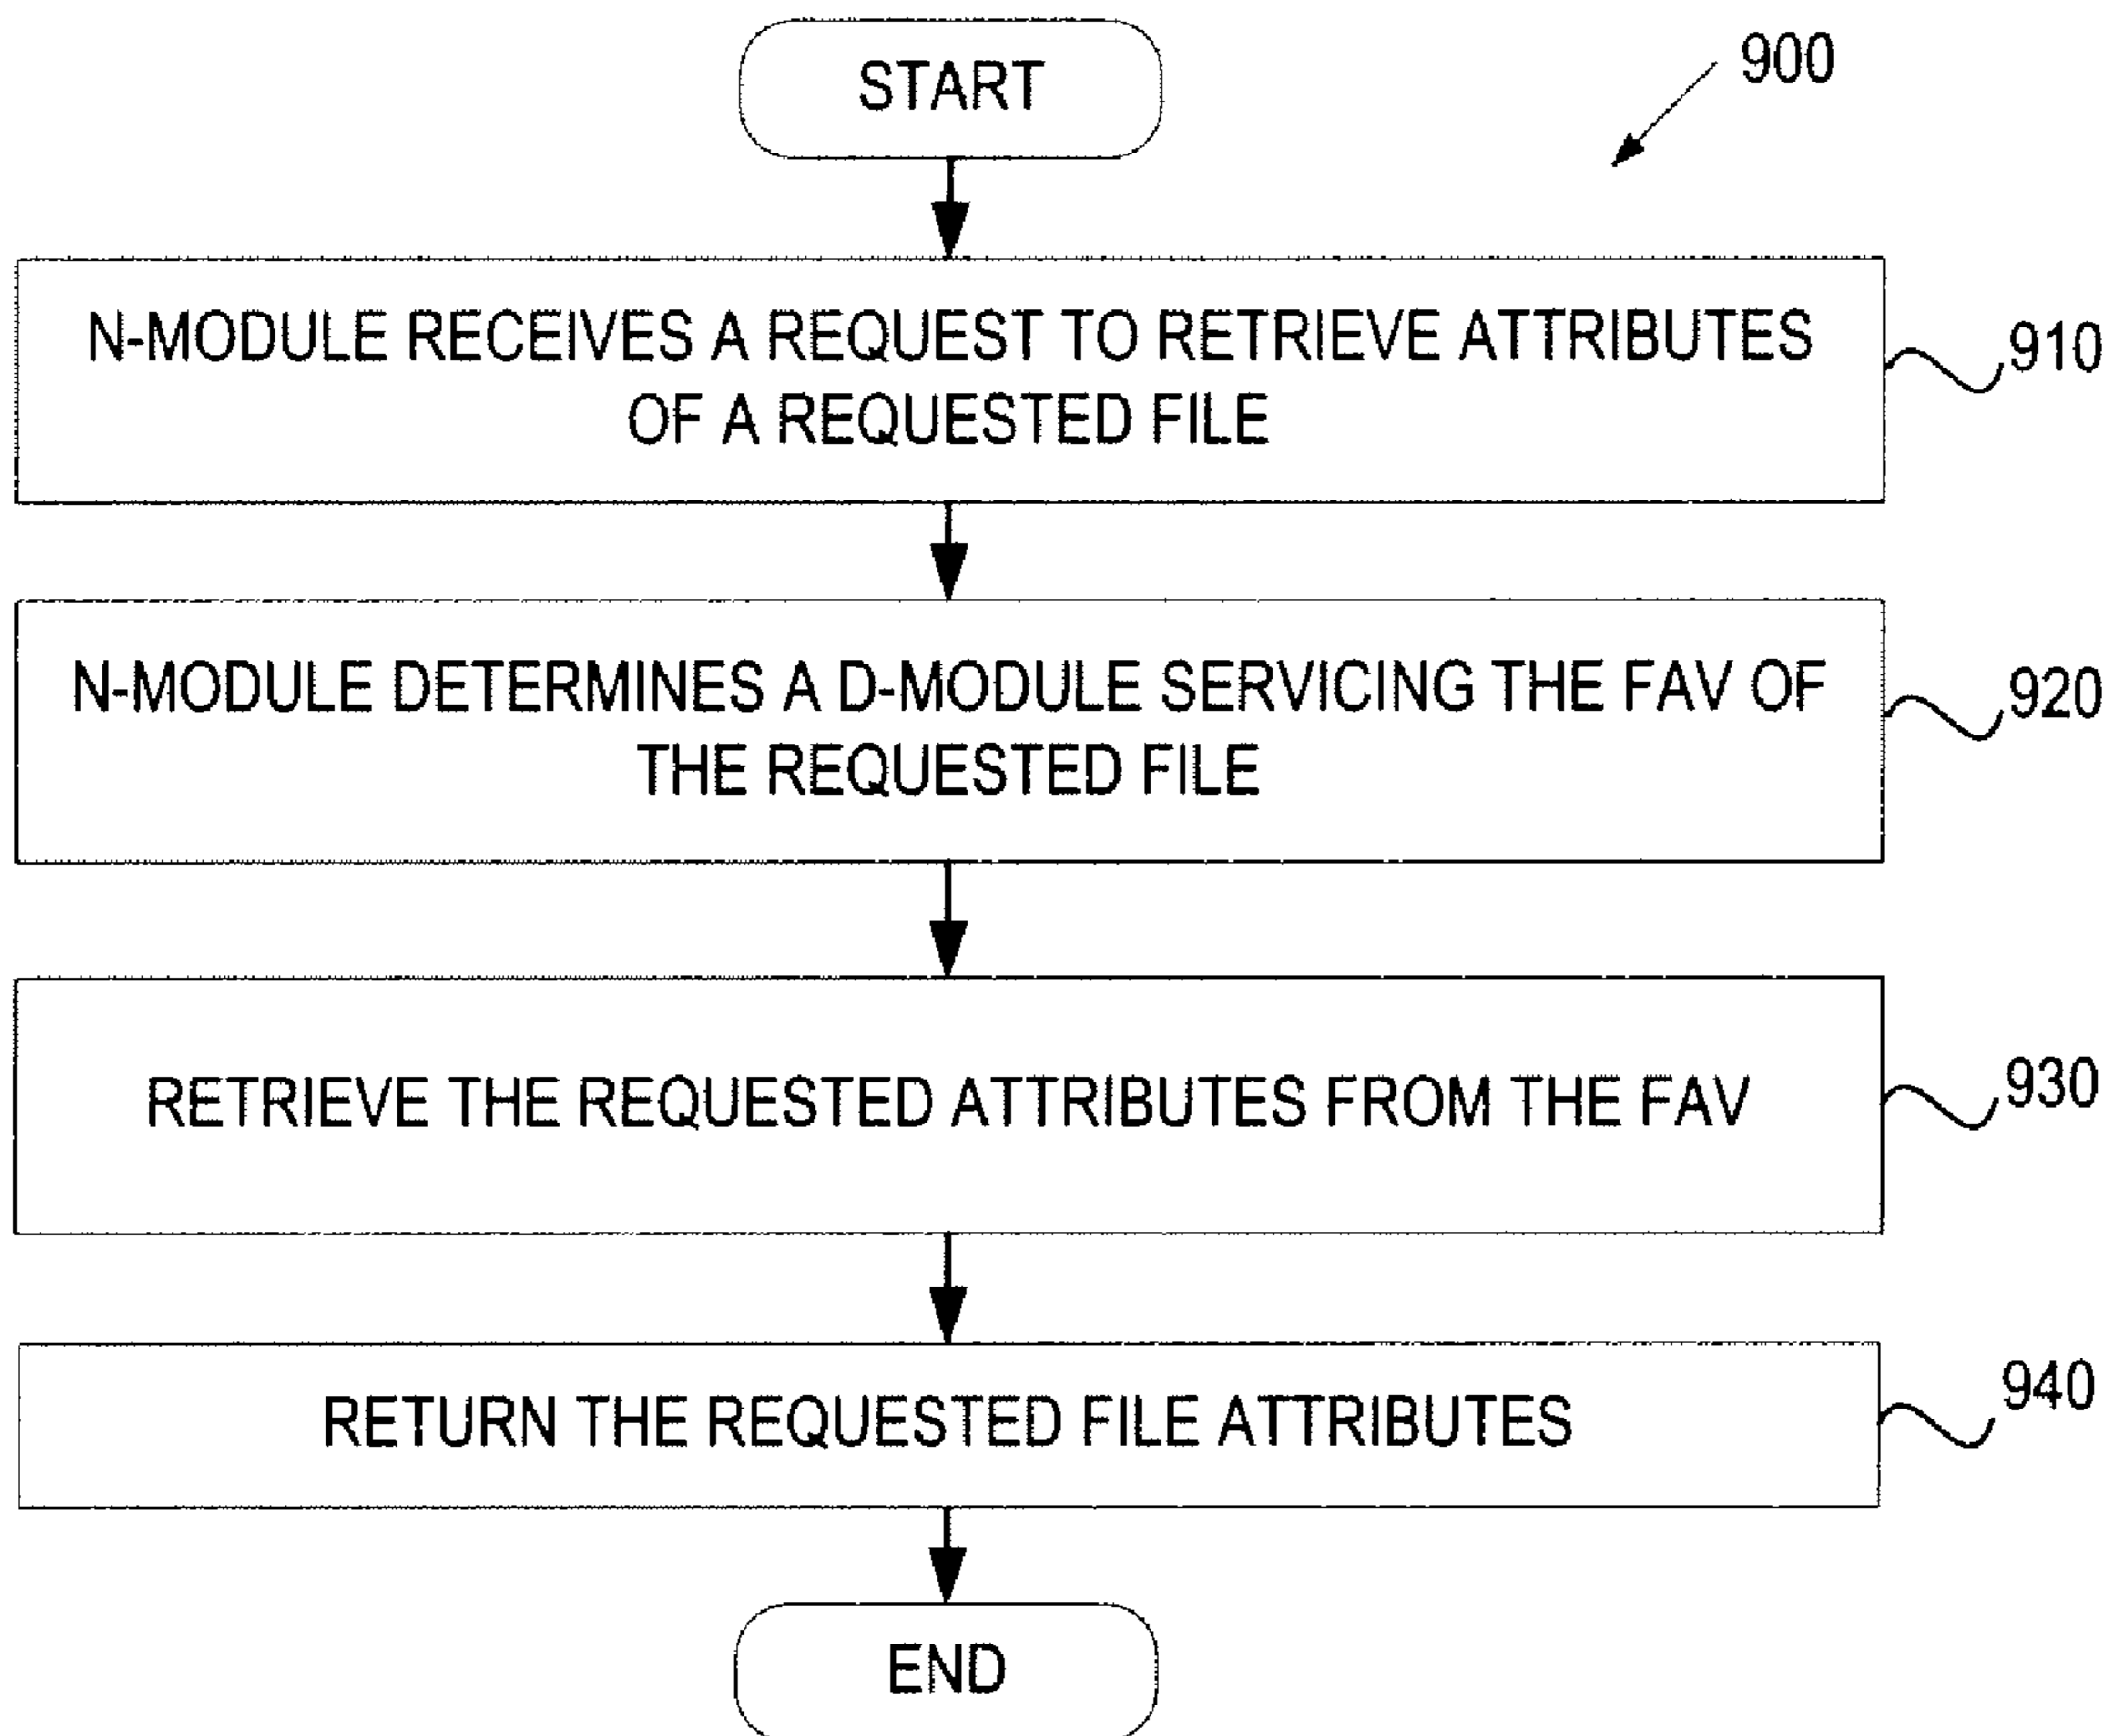 START
900
N-MODULE RECEIVES A REQUEST TO RETRIEVE ATTRIBUTES
OF A REQUESTED FILE
910
N-MODULE DETERMINES A D-MODULE SERVICING THE FAV OF
THE REQUESTED FILE
920
RETRIEVE THE REQUESTED ATTRIBUTES FROM THE FAV
930
RETURN THE REQUESTED FILE ATTRIBUTES
940
END